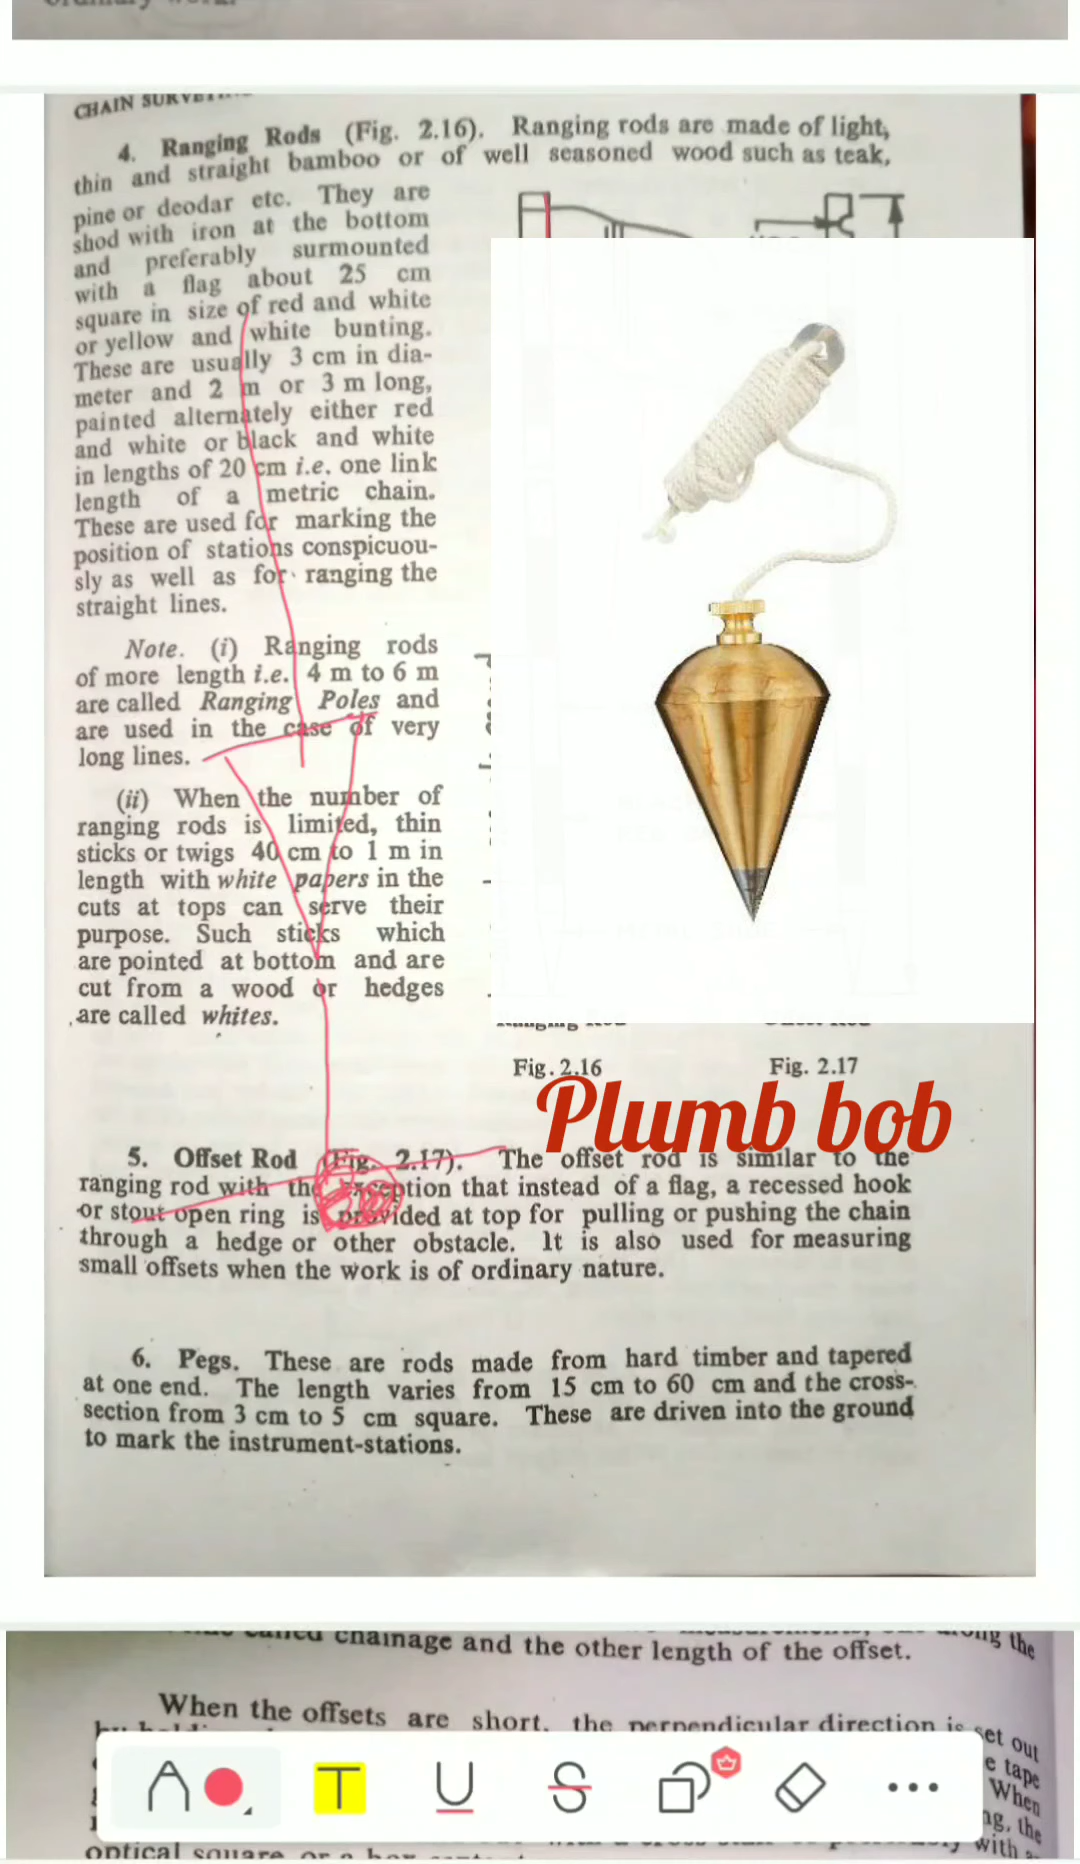 ordinary work.
CHAIN
4. Ranging Rods (Fig. 2.16). Ranging rods are made of light,
thin and straight bamboo or of well seasoned wood such as teak,
pine or deodar etc. They are
shod with iron at the bottom
and preferably surmounted
with a flag about 25 cm
square in size of red and white
or yellow and white bunting.
These are usually 3 cm in dia-
meter and 2 m or 3 m long,
painted alternately either red
and white or black and white
in lengths of 20 cm i.e. one link
length of a metric chain.
These are used for marking the
position of stations conspicuou-
sly as well as for ranging the
straight lines.
Note. (i) Ranging rods
of more length i.e. 4 m to 6 m
are called Ranging Poles and
are used in the case of very
long lines.
(ii) When the number of
ranging rods is limited, thin
sticks or twigs 40 cm to 1 m in
length with white papers in the
cuts at tops can serve their
purpose. Such sticks which
are pointed at bottom and are
cut from a wood or hedges
are called whites.
Fig. 2.16 Fig. 2.17
Plumb bob
5. Offset Rod (Fig. 2.17). The offset rod is similar to the
ranging rod with the exception that instead of a flag, a recessed hook
or stout open ring is provided at top for pulling or pushing the chain
through a hedge or other obstacle. It is also used for measuring
small offsets when the work is of ordinary nature.
6. Pegs. These are rods made from hard timber and tapered
at one end. The length varies from 15 cm to 60 cm and the cross-
section from 3 cm to 5 cm square. These are driven into the ground
to mark the instrument-stations.
called chainage and the other length of the offset.
When the offsets are short, the perpendicular direction is set out
e tape
When
the
with
optical square or a box